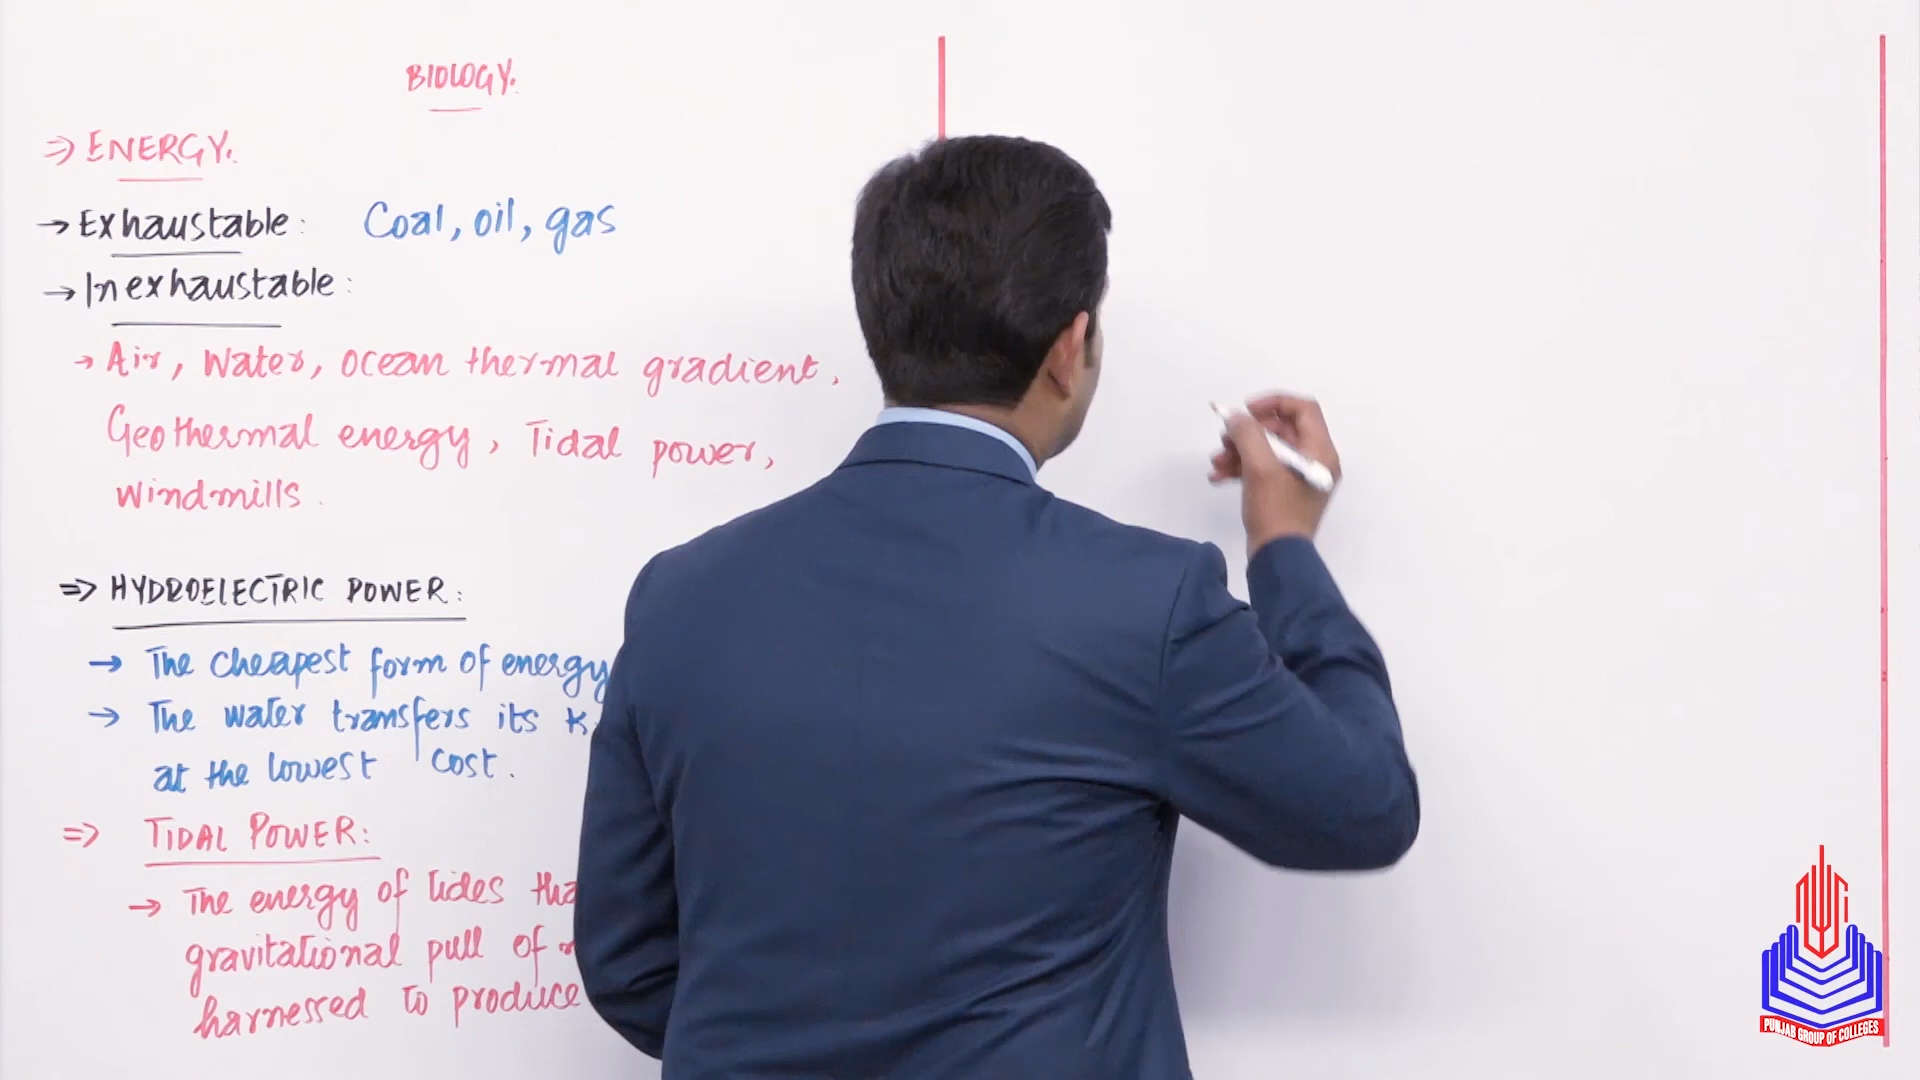 BIOLOGY.
⇒ ENERGY.
→ Exhaustable: Coal, oil, gas
→ Inexhaustable:
→ Air, Water, Ocean thermal gradient,
Geothermal energy, Tidal power,
Windmills.
⇒ HYDROELECTRIC POWER:
→ The cheapest form of energy
→ The water transfers its
at the lowest cost.
⇒ TIDAL POWER:
→ The energy of tides
gravitational pull of
harnessed to produce
PUNJAB GROUP OF COLLEGES